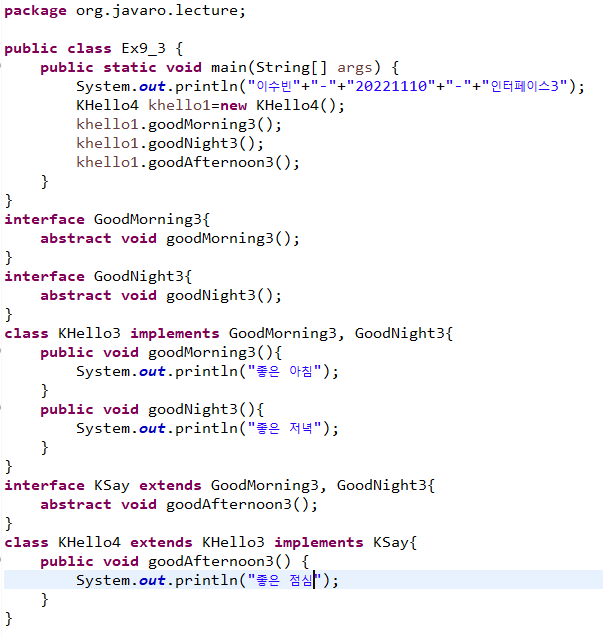 package org.javaro.lecture;
public class Ex9_3 {
public static void main(String[] args) {
System.out.println("이수빈"+"-"+"20221110"+"-"+"인터페이스3");
KHello4 khello1=new KHello4();
khello1.goodMorning3();
khello1.goodNight3();
khello1.goodAfternoon3();
}
}
interface GoodMorning3{
abstract void goodMorning3();
}
interface GoodNight3{
abstract void goodNight3();
}
class KHello3 implements GoodMorning3, GoodNight3{
public void goodMorning3(){
System.out.println("좋은 아침");
}
public void goodNight3(){
System.out.println("좋은 저녁");
}
}
interface KSay extends GoodMorning3, GoodNight3{
abstract void goodAfternoon3();
}
class KHello4 extends KHello3 implements KSay{
public void goodAfternoon3() {
System.out.println("좋은 점심");
}
}